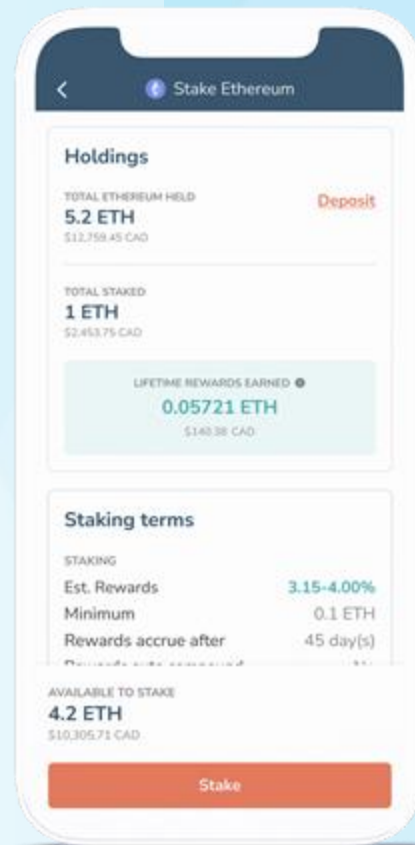 Stake Ethereum
Holdings
TOTAL ETHEREUM HELD
Deposit
5.2 ETH
$12,759.45 CAD
TOTAL STAKED
1 ETH
$2,453.75 CAD
LIFETIME REWARDS EARNED
0.05721 ETH
$140.38 CAD
Staking terms
STAKING
Est. Rewards 3.15-4.00%
Minimum 0.1 ETH
Rewards accrue after 45 day(s)
AVAILABLE TO STAKE
4.2 ETH
$10,305.71 CAD
Stake